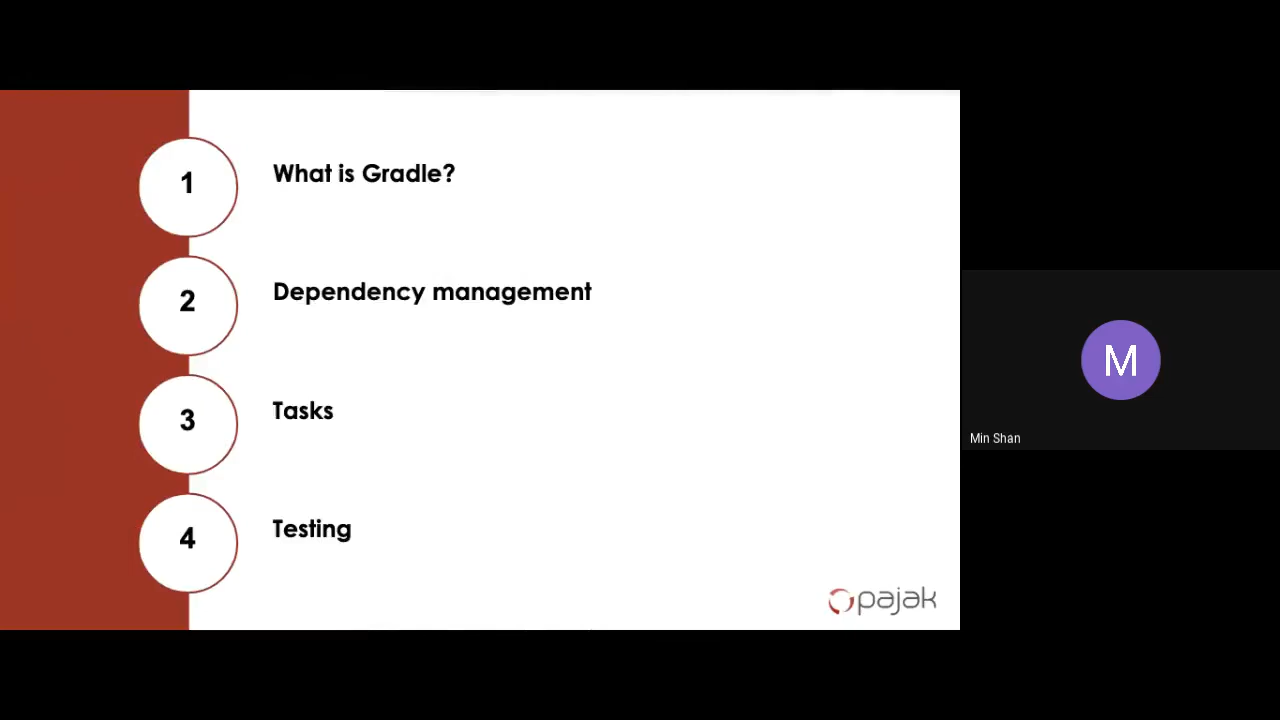 1
What is Gradle?
2
Dependency management
3
Tasks
4
Testing
pajak
M
Min Shan